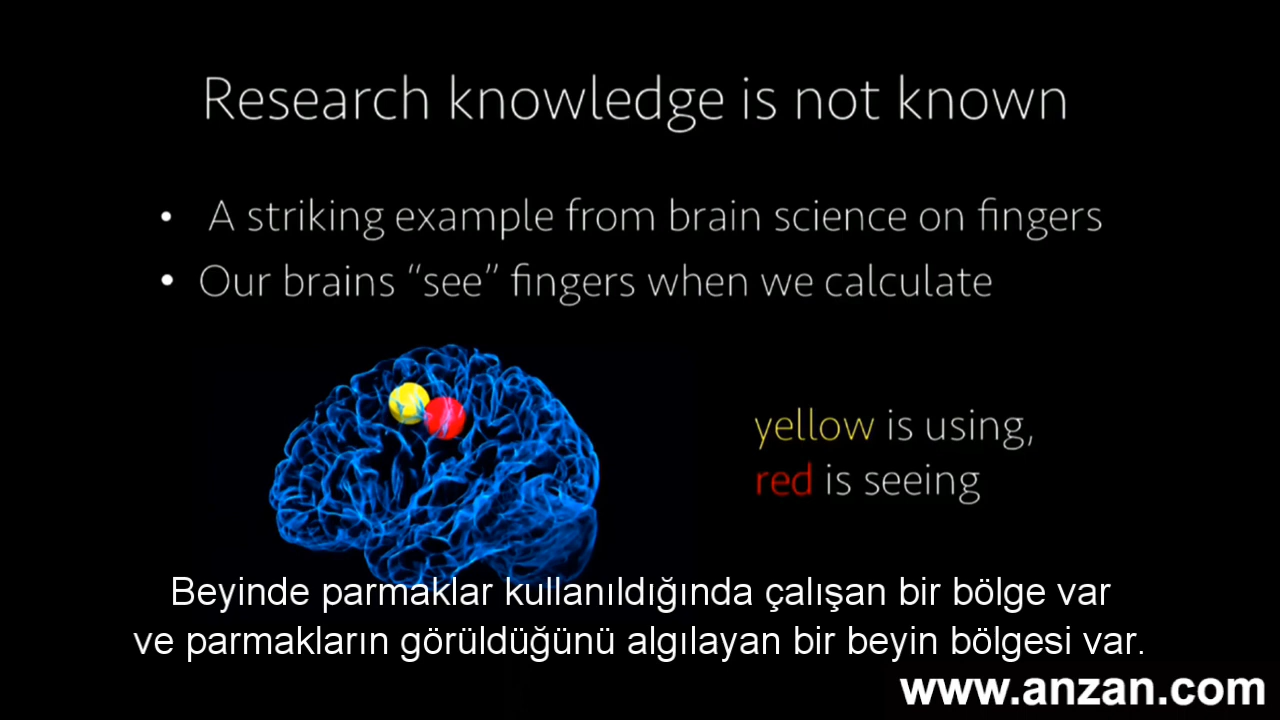 Research knowledge is not known
• A striking example from brain science on fingers
• Our brains “see” fingers when we calculate
yellow is using,
red is seeing
Beyinde parmaklar kullanıldığında çalışan bir bölge var
ve parmakların görüldüğünü algılayan bir beyin bölgesi var.
www.anzan.com